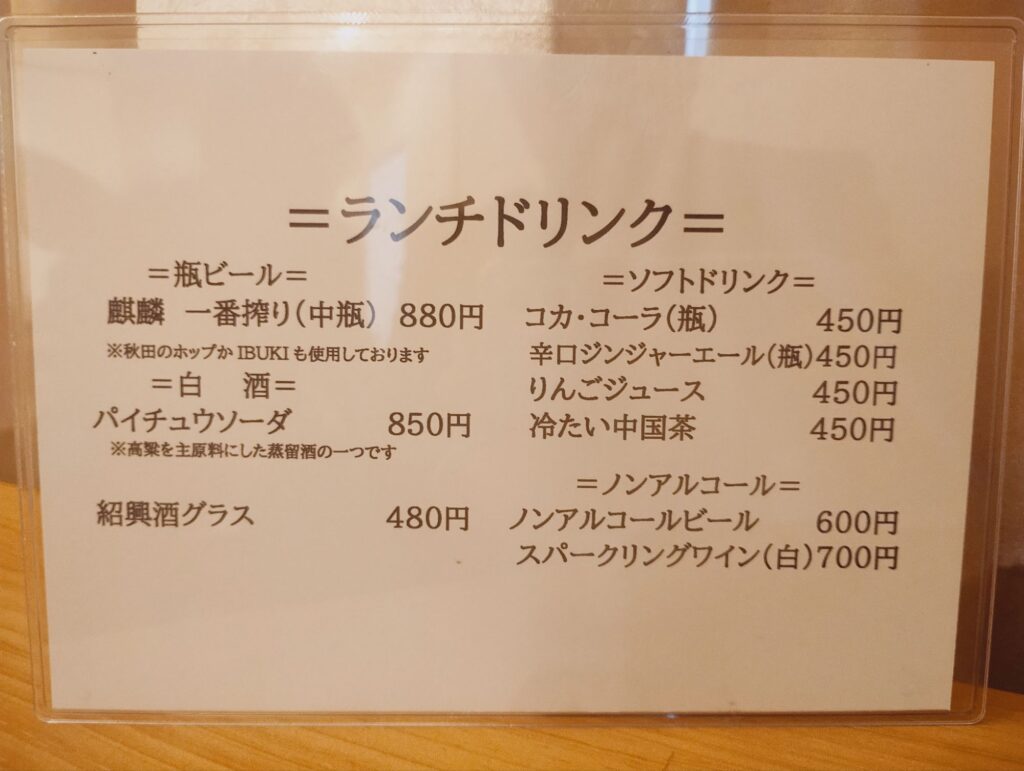 =ランチドリンク=
=瓶ビール=
麒麟 一番搾り(中瓶) 880円
※秋田のホップかIBUKIも使用しております
=白 酒=
パイチュウソーダ 850円
※高粱を主原料にした蒸留酒の一つです
紹興酒グラス 480円
=ソフトドリンク=
コカ・コーラ(瓶) 450円
辛口ジンジャーエール(瓶)450円
りんごジュース 450円
冷たい中国茶 450円
=ノンアルコール=
ノンアルコールビール 600円
スパークリングワイン(白)700円